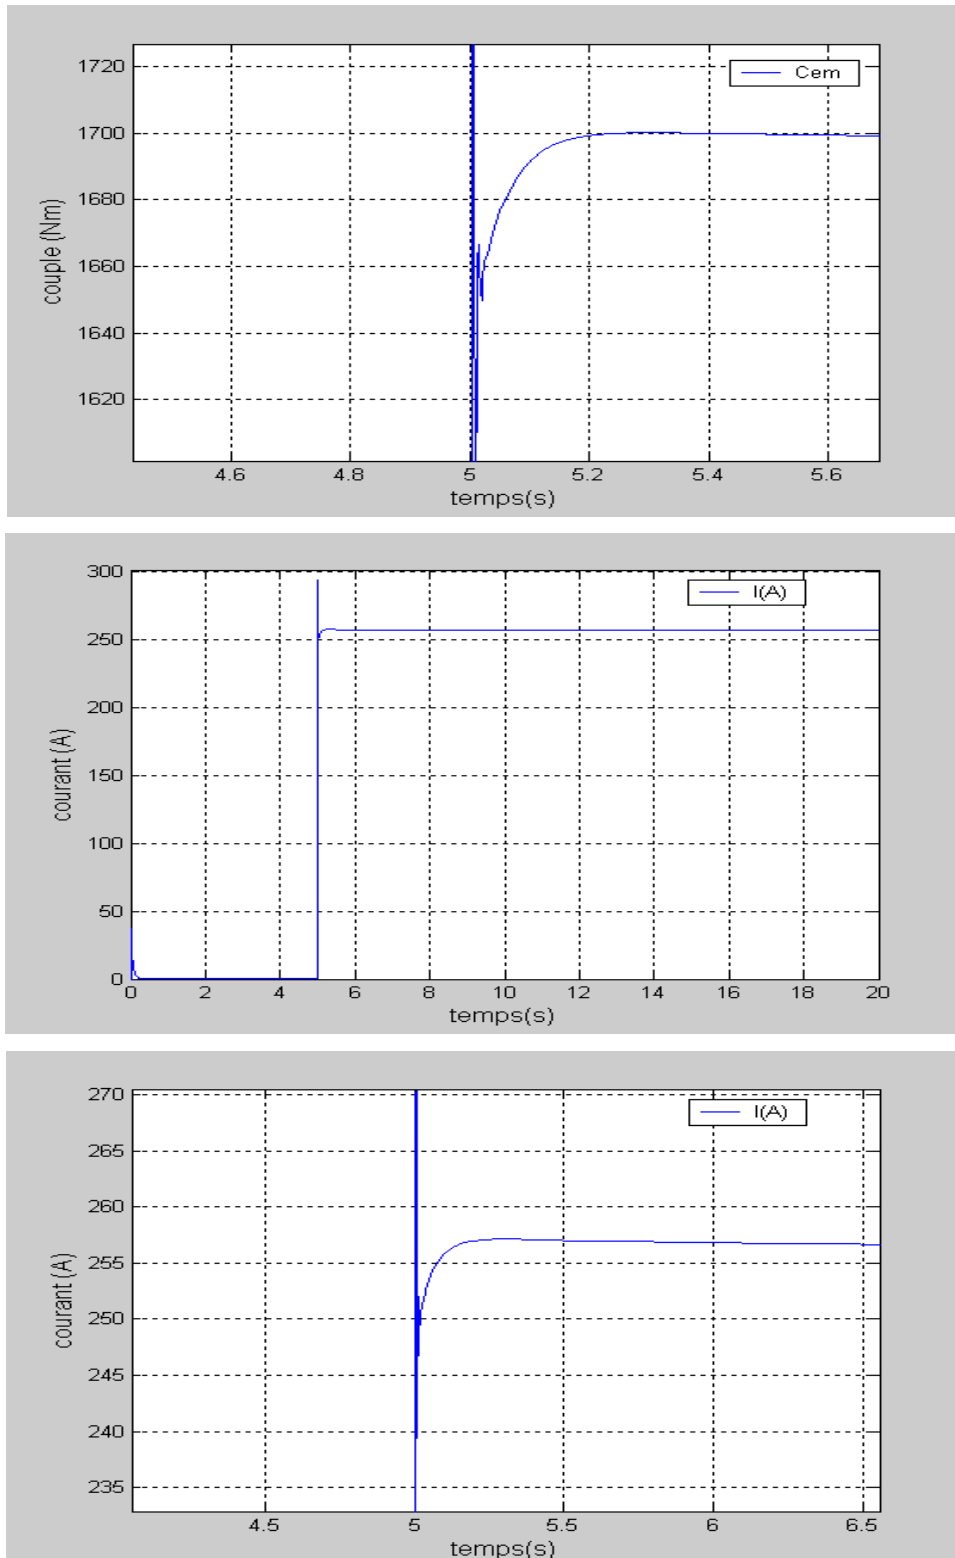 1720
1700
1680
1660
1640
1620
couple (Nm)
Cem
4.6 4.8 5 5.2 5.4 5.6
temps(s)
300
250
200
150
100
50
0
courant (A)
I(A)
0 2 4 6 8 10 12 14 16 18 20
temps(s)
270
265
260
255
250
245
240
235
courant (A)
I(A)
4.5 5 5.5 6 6.5
temps(s)